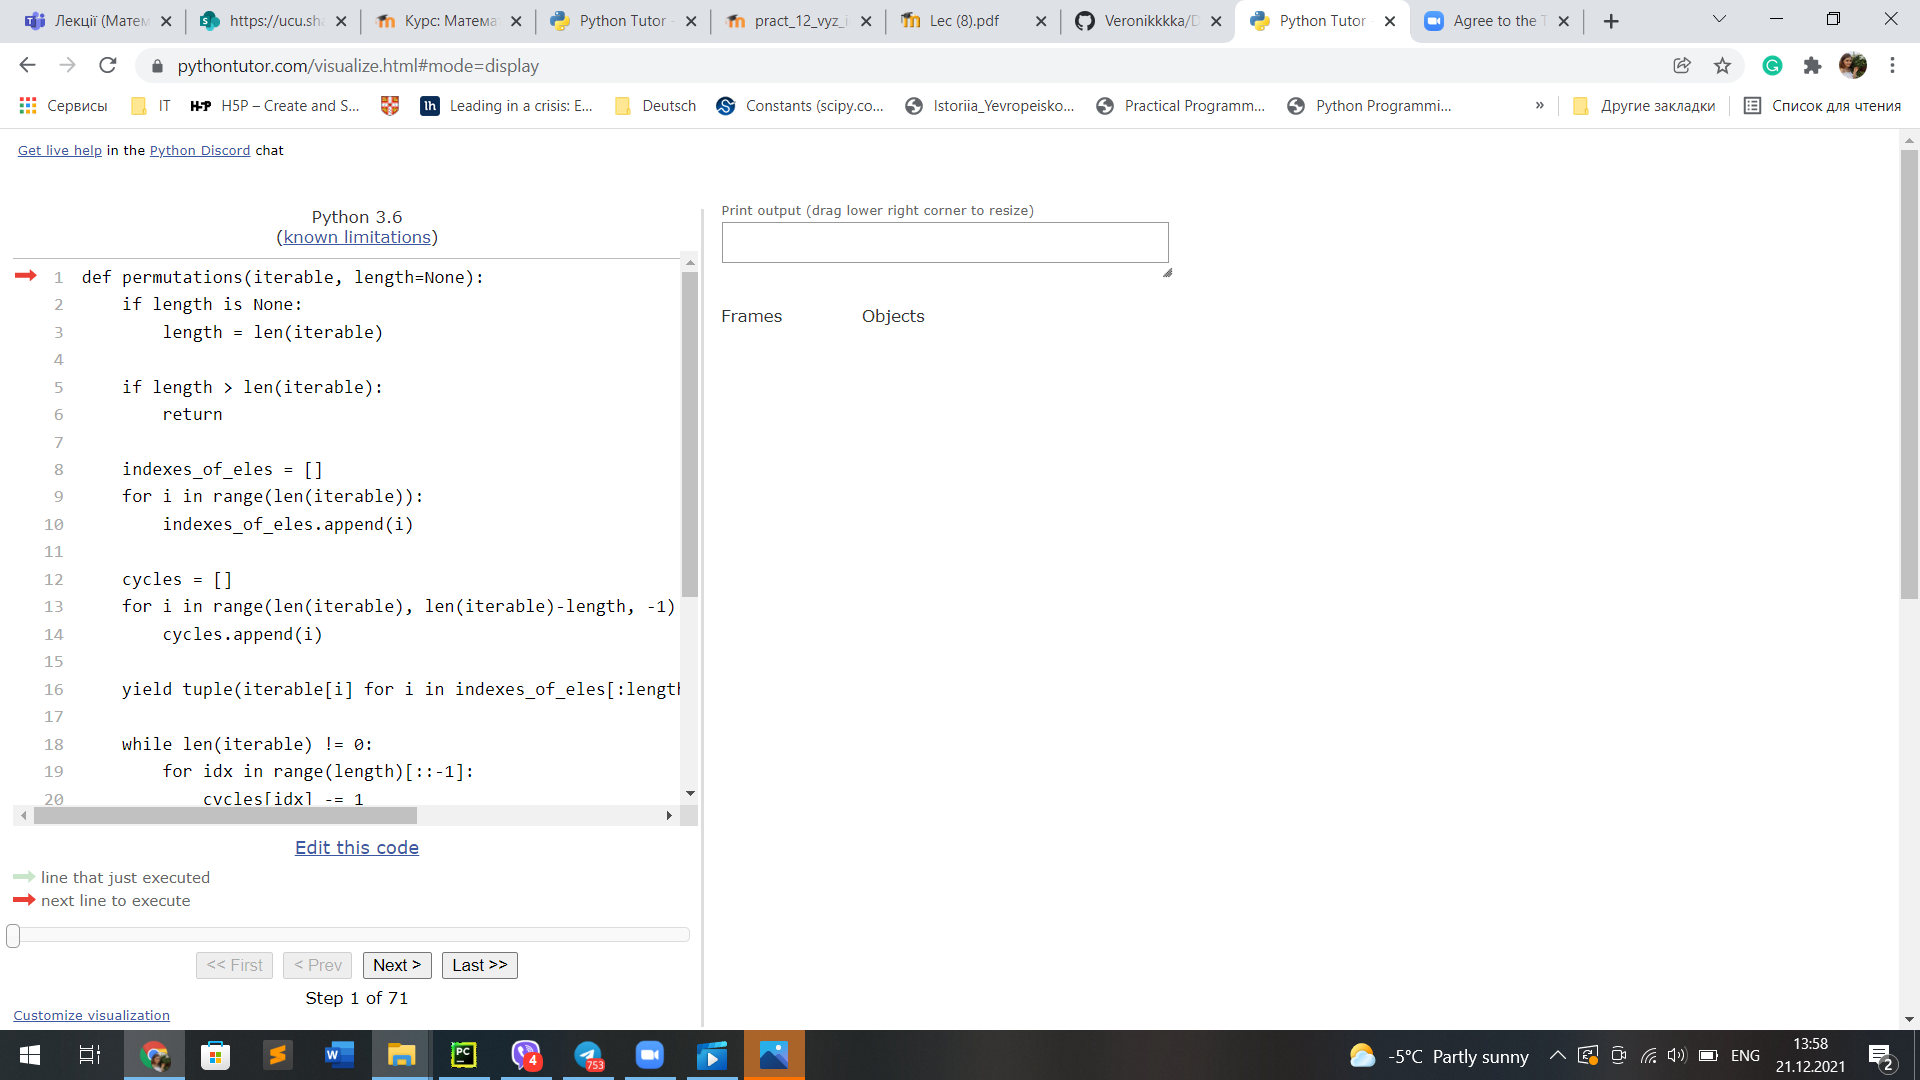 Лекції (Матем
https://ucu.sha
Курс: Матема
Python Tutor -
pract_12_vyz_i
Lec (8).pdf
Veronikkkka/D
Python Tutor -
Agree to the T
pythontutor.com/visualize.html#mode=display
Сервисы
IT
H5P – Create and S...
Leading in a crisis: E...
Deutsch
Constants (scipy.co...
Istoriia_Yevropeisko...
Practical Programm...
Python Programmi...
»
Другие закладки
Список для чтения
Get live help in the Python Discord chat
Python 3.6
(known limitations)
1 def permutations(iterable, length=None):
2 if length is None:
3 length = len(iterable)
4
5 if length > len(iterable):
6 return
7
8 indexes_of_eles = []
9 for i in range(len(iterable)):
10 indexes_of_eles.append(i)
11
12 cycles = []
13 for i in range(len(iterable), len(iterable)-length, -1)
14 cycles.append(i)
15
16 yield tuple(iterable[i] for i in indexes_of_eles[:length
17
18 while len(iterable) != 0:
19 for idx in range(length)[::-1]:
20 cycles[idx] -= 1
Edit this code
line that just executed
next line to execute
<< First
< Prev
Next >
Last >>
Step 1 of 71
Customize visualization
Print output (drag lower right corner to resize)
Frames
Objects
4
753
-5°C Partly sunny
ENG
13:58
21.12.2021
2